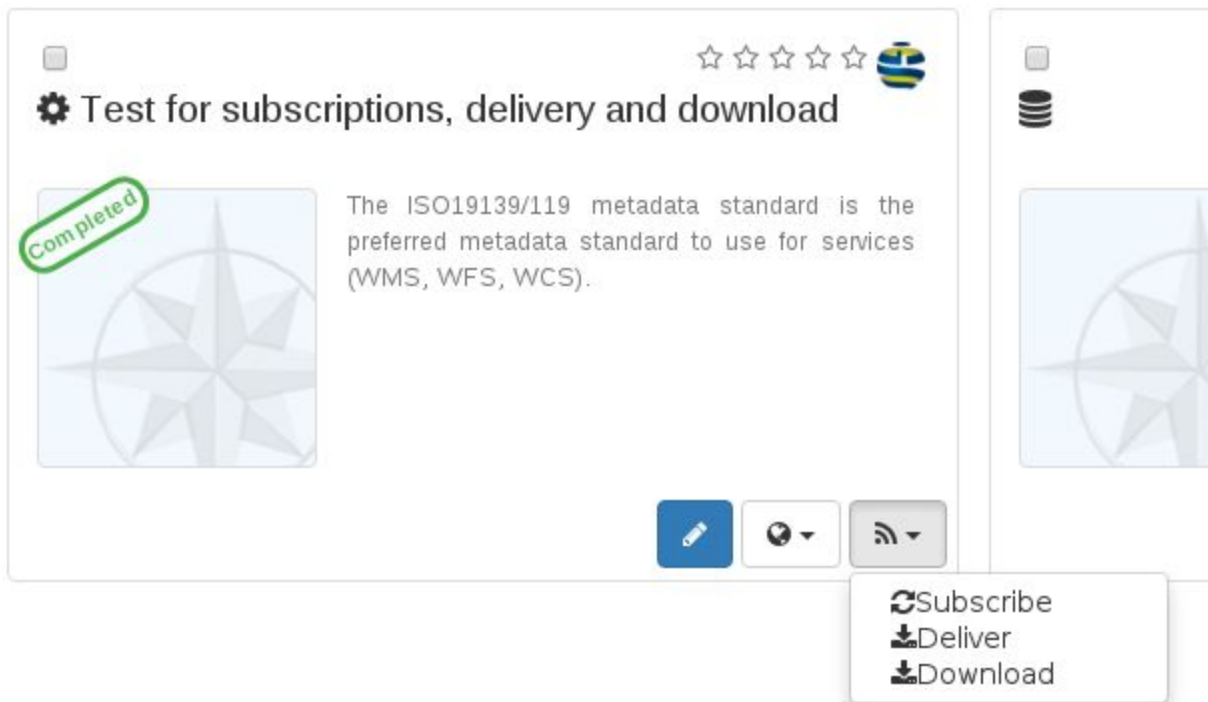 Test for subscriptions, delivery and download
Completed
The ISO19139/119 metadata standard is the
preferred metadata standard to use for services
(WMS, WFS, WCS).
Subscribe
Deliver
Download